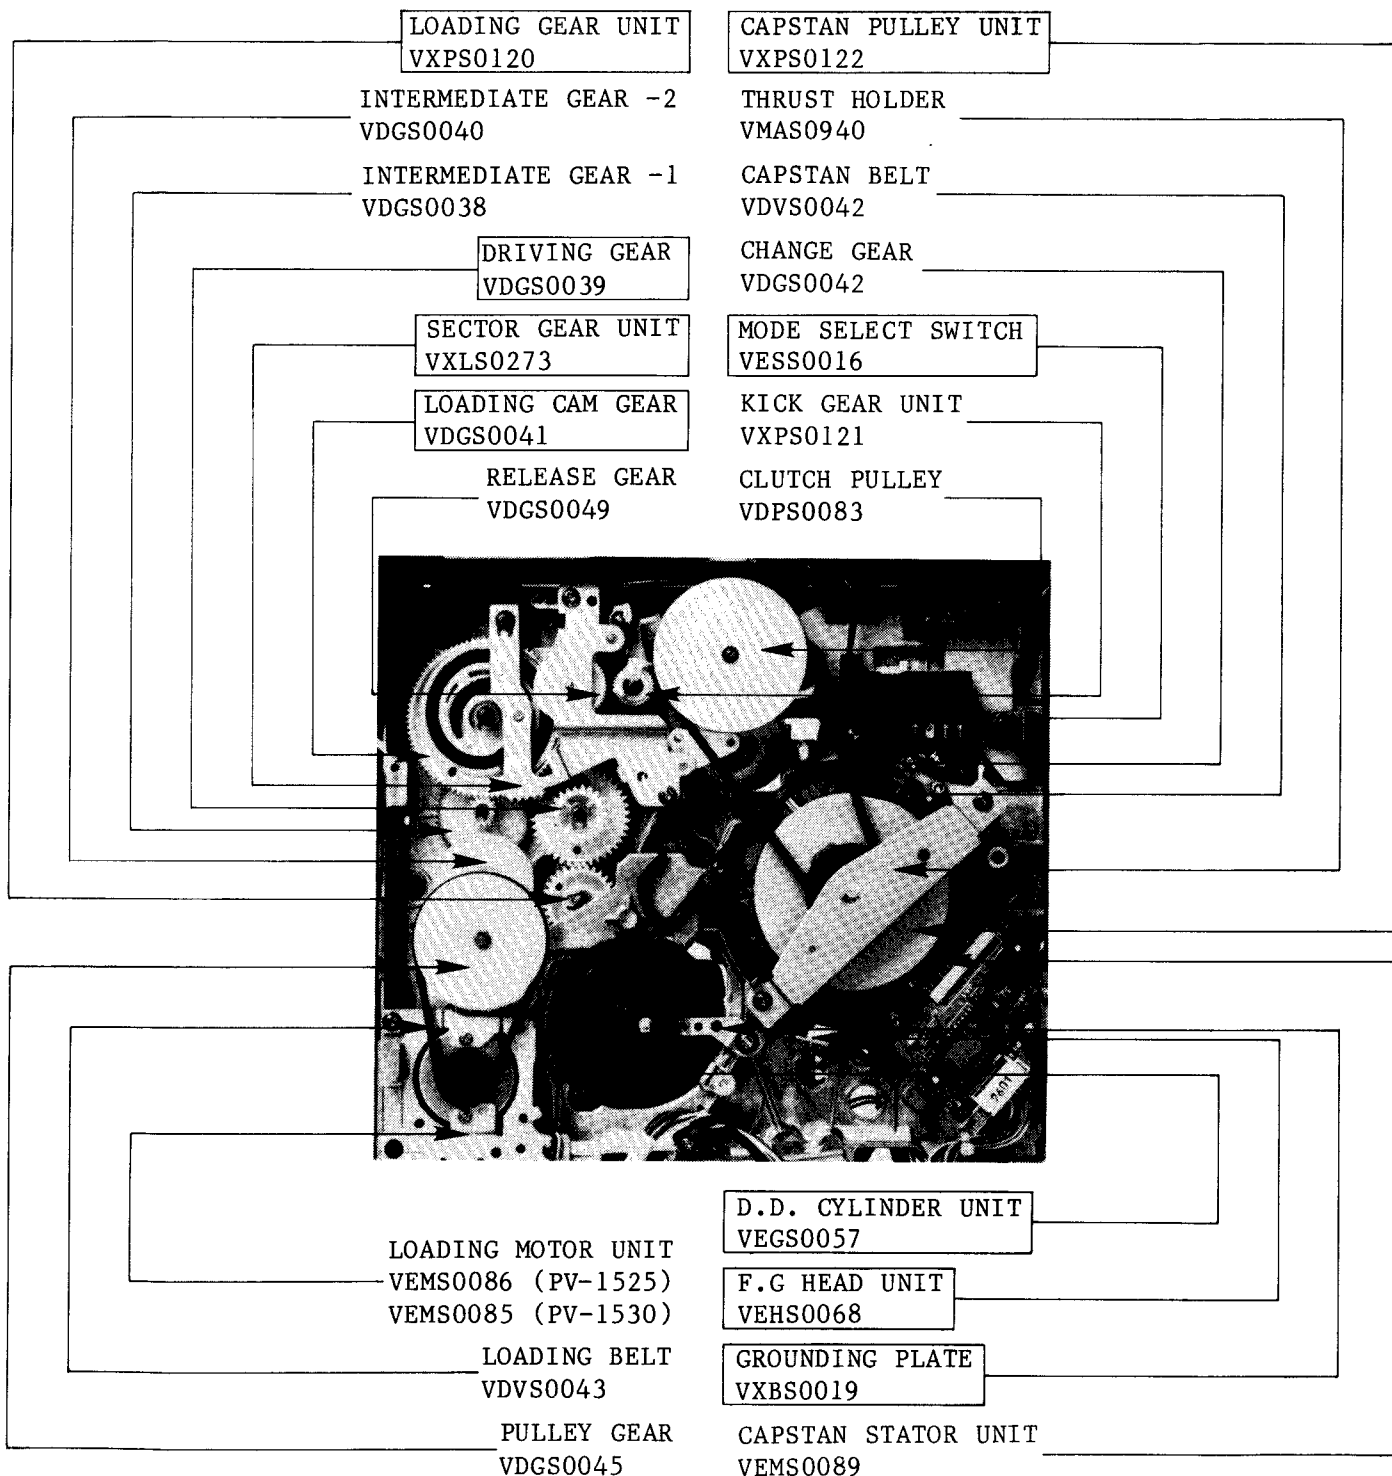 LOADING GEAR UNIT
VXPS0120
INTERMEDIATE GEAR -2
VDGS0040
INTERMEDIATE GEAR -1
VDGS0038
DRIVING GEAR
VDGS0039
SECTOR GEAR UNIT
VXLS0273
LOADING CAM GEAR
VDGS0041
RELEASE GEAR
VDGS0049
CAPSTAN PULLEY UNIT
VXPS0122
THRUST HOLDER
VMAS0940
CAPSTAN BELT
VDVS0042
CHANGE GEAR
VDGS0042
MODE SELECT SWITCH
VESS0016
KICK GEAR UNIT
VXPS0121
CLUTCH PULLEY
VDPS0083
LOADING MOTOR UNIT
VEMS0086 (PV-1525)
VEMS0085 (PV-1530)
LOADING BELT
VDVS0043
PULLEY GEAR
VDGS0045
D.D. CYLINDER UNIT
VEGS0057
F.G HEAD UNIT
VEHS0068
GROUNDING PLATE
VXBS0019
CAPSTAN STATOR UNIT
VEMS0089